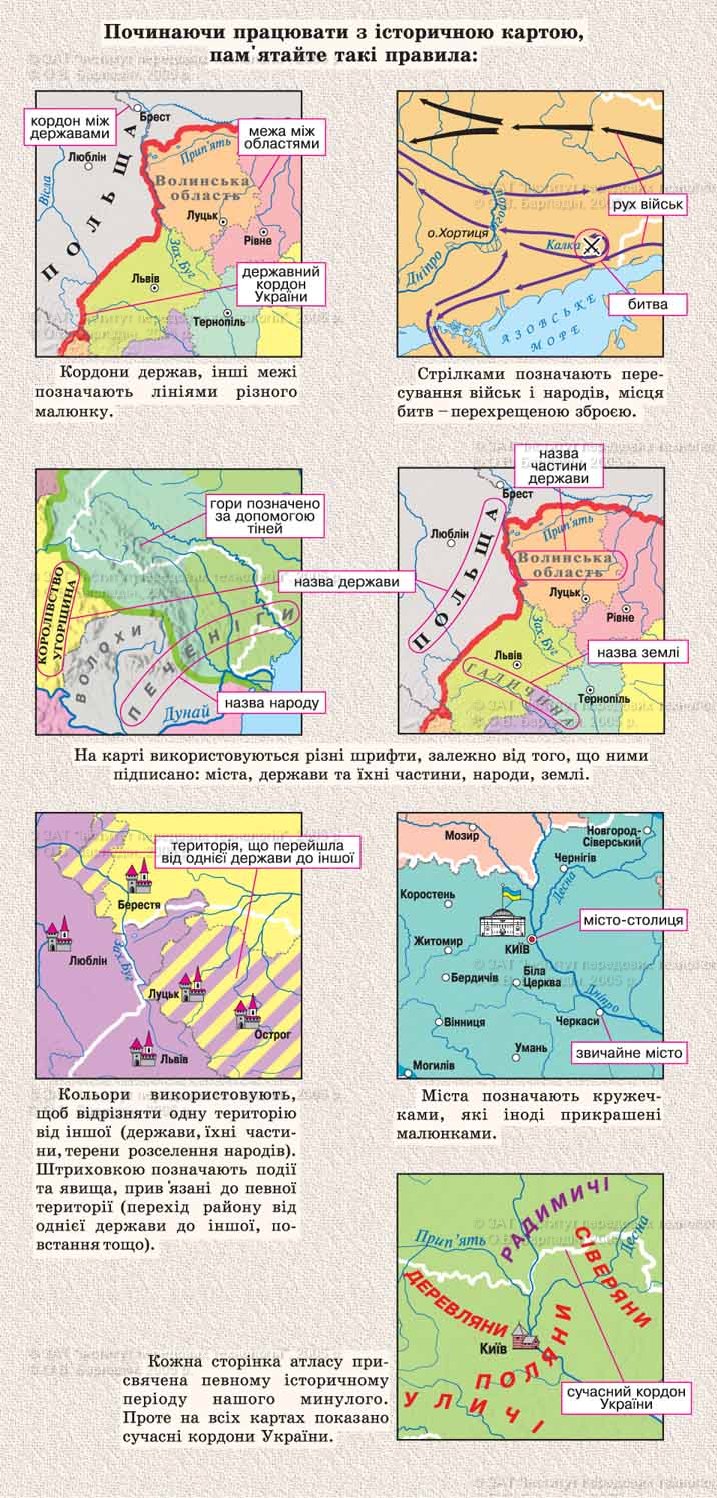 Починаючи працювати з історичною картою,
пам'ятайте такі правила:
кордон між
державами
Брест
Люблін
ПОЛЬЩА
Вісла
Прип'ять
межа між
областями
Волинська
область
Луцьк
Рівне
Зах. Буг
Львів
державний
кордон
України
Тернопіль
Кордони держав, інші межі
позначають лініями різного
малюнку.
рух військ
о.Хортиця
Дніпро
Калка
битва
АЗОВСЬКЕ
МОРЕ
Стрілками позначають пере-
сування військ і народів, місця
битв – перехрещеною зброєю.
гори позначено
за допомогою
тіней
назва держави
КОРОЛІВСТВО
УГОРЩИНА
ВОЛОХИ
ПЕЧЕНІГИ
назва народу
Дунай
назва
частини
держави
Брест
Люблін
ПОЛЬЩА
Прип'ять
Волинська
область
Луцьк
Рівне
Зах. Буг
Львів
назва землі
ГАЛИЧИНА
Тернопіль
На карті використовуються різні шрифти, залежно від того, що ними
підписано: міста, держави та їхні частини, народи, землі.
територія, що перейшла
від однієї держави до іншої
Берестя
Люблін
Зах. Буг
Луцьк
Острог
Львів
Кольори використовують,
щоб відрізняти одну територію
від іншої (держави, їхні части-
ни, терени розселення народів).
Штриховкою позначають події
та явища, прив'язані до певної
території (перехід району від
однієї держави до іншої, по-
встання тощо).
Мозир
Новгород-
Сіверський
Чернігів
Десна
Коростень
місто-столиця
КИЇВ
Житомир
Бердичів
Біла
Церква
Дніпро
Вінниця
Черкаси
Умань
звичайне місто
Могилів
Міста позначають кружеч-
ками, які іноді прикрашені
малюнками.
РАДИМИЧІ
Прип'ять
Десна
СІВЕРЯНИ
ДЕРЕВЛЯНИ
Київ
ПОЛЯНИ
УЛИЧІ
сучасний кордон
України
Кожна сторінка атласу при-
свячена певному історичному
періоду нашого минулого.
Проте на всіх картах показано
сучасні кордони України.